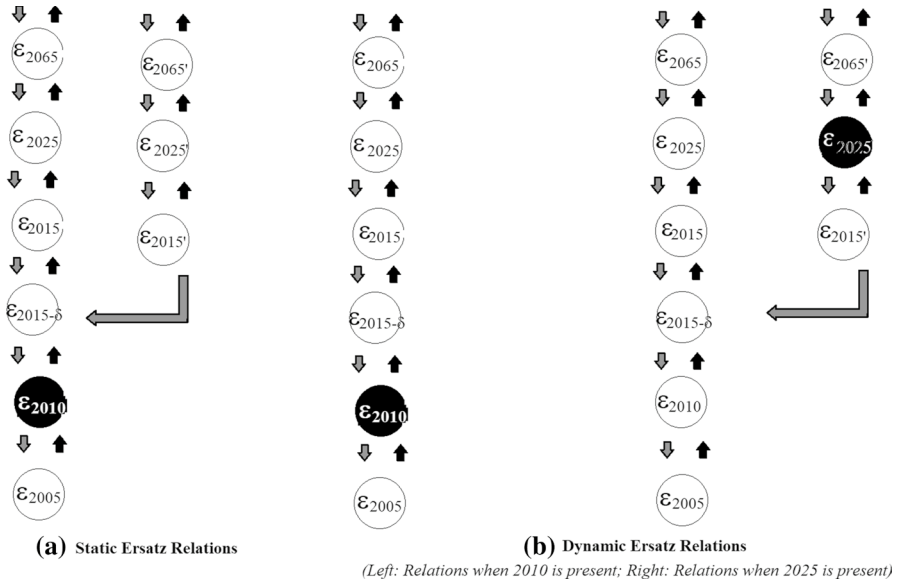 ε2065
ε2065'
ε2025
ε2025'
ε2015
ε2015'
ε2015-δ
ε2010
ε2005
(a) Static Ersatz Relations
ε2065
ε2025
ε2015
ε2015-δ
ε2010
ε2005
ε2065
ε2065'
ε2025
ε2025
ε2015
ε2015'
ε2015-δ
ε2010
ε2005
(b) Dynamic Ersatz Relations
(Left: Relations when 2010 is present; Right: Relations when 2025 is present)